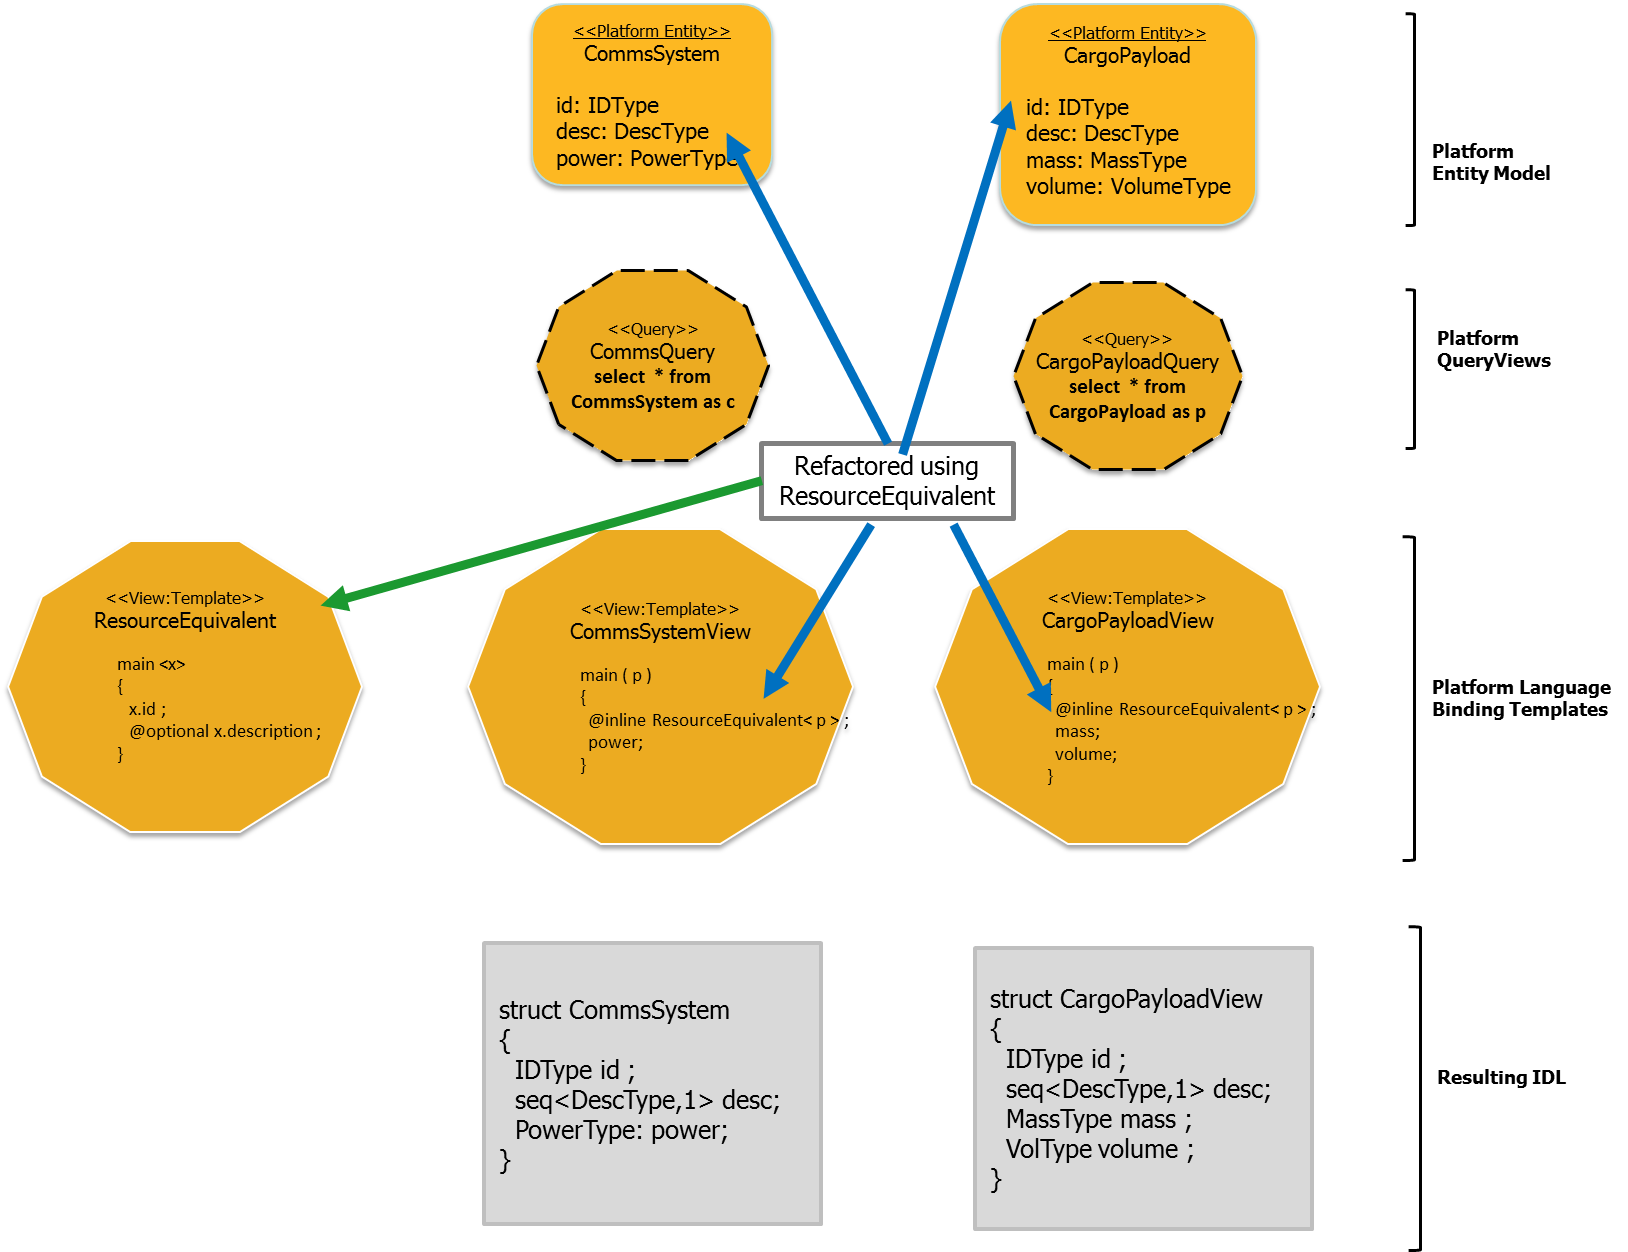 <<Platform Entity>>
CommsSystem
id: IDType
desc: DescType
power: PowerType
<<Platform Entity>>
CargoPayload
id: IDType
desc: DescType
mass: MassType
volume: VolumeType
Platform
Entity Model
<<Query>>
CommsQuery
select * from
CommsSystem as c
<<Query>>
CargoPayloadQuery
select * from
CargoPayload as p
Platform
QueryViews
Refactored using
ResourceEquivalent
<<View:Template>>
ResourceEquivalent
main <x>
{
x.id ;
@optional x.description ;
}
<<View:Template>>
CommsSystemView
main ( p )
{
@inline ResourceEquivalent< p > ;
power;
}
<<View:Template>>
CargoPayloadView
main ( p )
{
@inline ResourceEquivalent< p > ;
mass;
volume;
}
Platform Language
Binding Templates
struct CommsSystem
{
IDType id ;
seq<DescType,1> desc;
PowerType: power;
}
struct CargoPayloadView
{
IDType id ;
seq<DescType,1> desc;
MassType mass ;
VolType volume ;
}
Resulting IDL